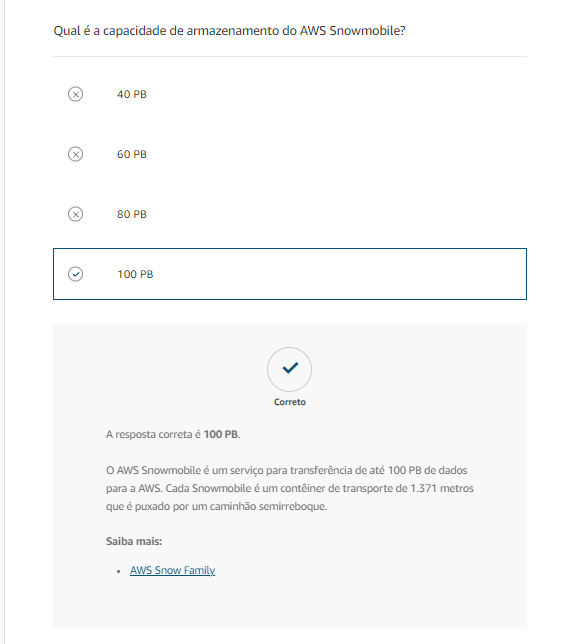 Qual é a capacidade de armazenamento do AWS Snowmobile?
40 PB
60 PB
80 PB
100 PB
Correto
A resposta correta é 100 PB.
O AWS Snowmobile é um serviço para transferência de até 100 PB de dados
para a AWS. Cada Snowmobile é um contêiner de transporte de 1.371 metros
que é puxado por um caminhão semirreboque.
Saiba mais:
• AWS Snow Family